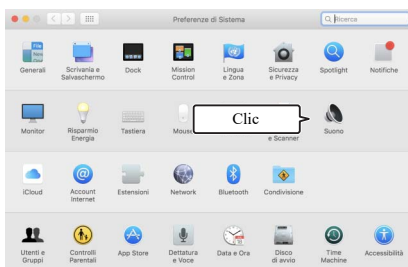 Preferenze di Sistema
Ricerca
File
Generali
Scrivania e
Salvaschermo
Dock
Mission
Control
Lingua
e Zona
Sicurezza
e Privacy
Spotlight
Notifiche
Monitor
Risparmio
Energia
Tastiera
Mouse
Clic
e Scanner
Suono
iCloud
Account
Internet
Estensioni
Network
Bluetooth
Condivisione
Utenti e
Gruppi
Controlli
Parentali
App Store
Dettatura
e Voce
Data e Ora
Disco
di avvio
Time
Machine
Accessibilità